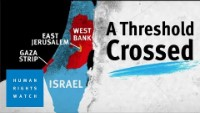 WEST
BANK
EAST
JERUSALEM
GAZA
STRIP
ISRAEL
HUMAN
RIGHTS
WATCH
A Threshold
Crossed